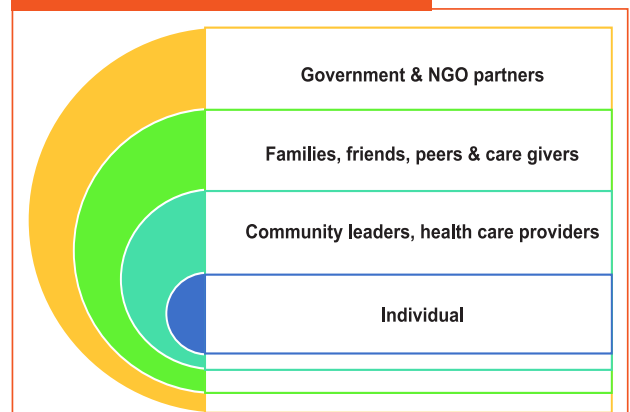 Government & NGO partners
Families, friends, peers & care givers
Community leaders, health care providers
Individual